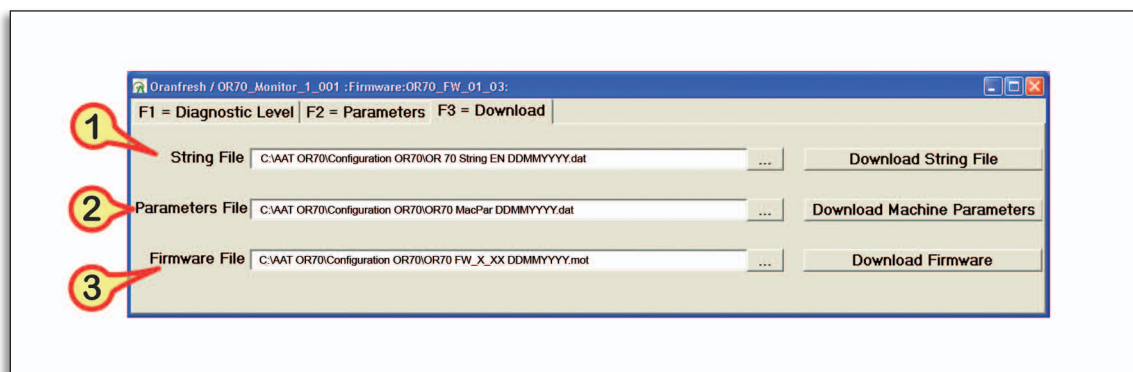 Oranfresh / OR70_Monitor_1_001 :Firmware:OR70_FW_01_03:
F1 = Diagnostic Level F2 = Parameters F3 = Download
1
String File C:\AAT OR70\Configuration OR70\OR 70 String EN DDMMYYYY.dat ... Download String File
2
Parameters File C:\AAT OR70\Configuration OR70\OR70 MacPar DDMMYYYY.dat ... Download Machine Parameters
Firmware File C:\AAT OR70\Configuration OR70\OR70 FW_X_XX DDMMYYYY.mot ... Download Firmware
3